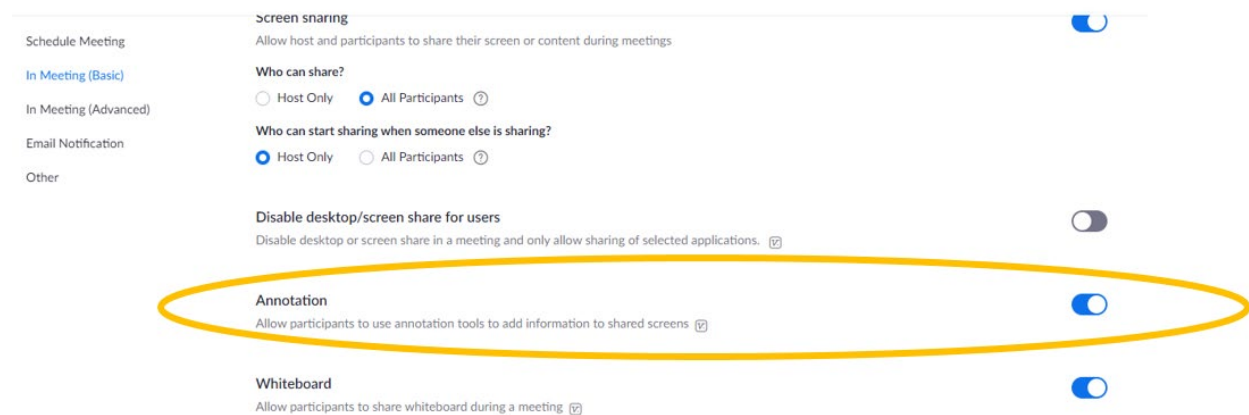 Screen sharing
Schedule Meeting
Allow host and participants to share their screen or content during meetings
In Meeting (Basic)
Who can share?
Host Only All Participants ?
In Meeting (Advanced)
Who can start sharing when someone else is sharing?
Email Notification
Host Only All Participants ?
Other
Disable desktop/screen share for users
Disable desktop or screen share in a meeting and only allow sharing of selected applications.
Annotation
Allow participants to use annotation tools to add information to shared screens
Whiteboard
Allow participants to share whiteboard during a meeting